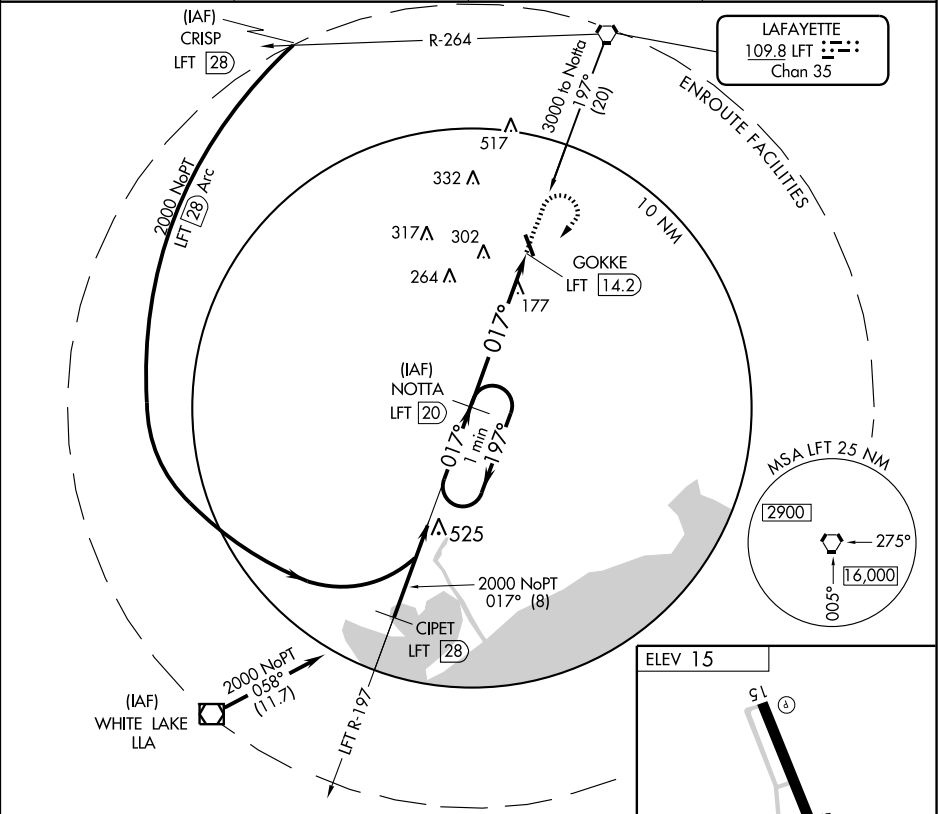 (IAF)
CRISP
LFT 28
R-264
LAFAYETTE
109.8 LFT
Chan 35
3000 to Notta
197°
(20)
ENROUTE FACILITIES
517
332
2000 NoPT
LFT 28 Arc
10 NM
317
302
264
GOKKE
LFT 14.2
177
017°
(IAF)
NOTTA
LFT 20
017°
1 min
197°
MSA LFT 25 NM
2900
275°
16,000
005°
525
2000 NoPT
017° (8)
CIPET
LFT 28
2000 NoPT
058°
(11.7)
(IAF)
WHITE LAKE
LLA
LFT R-197
ELEV 15
15
P